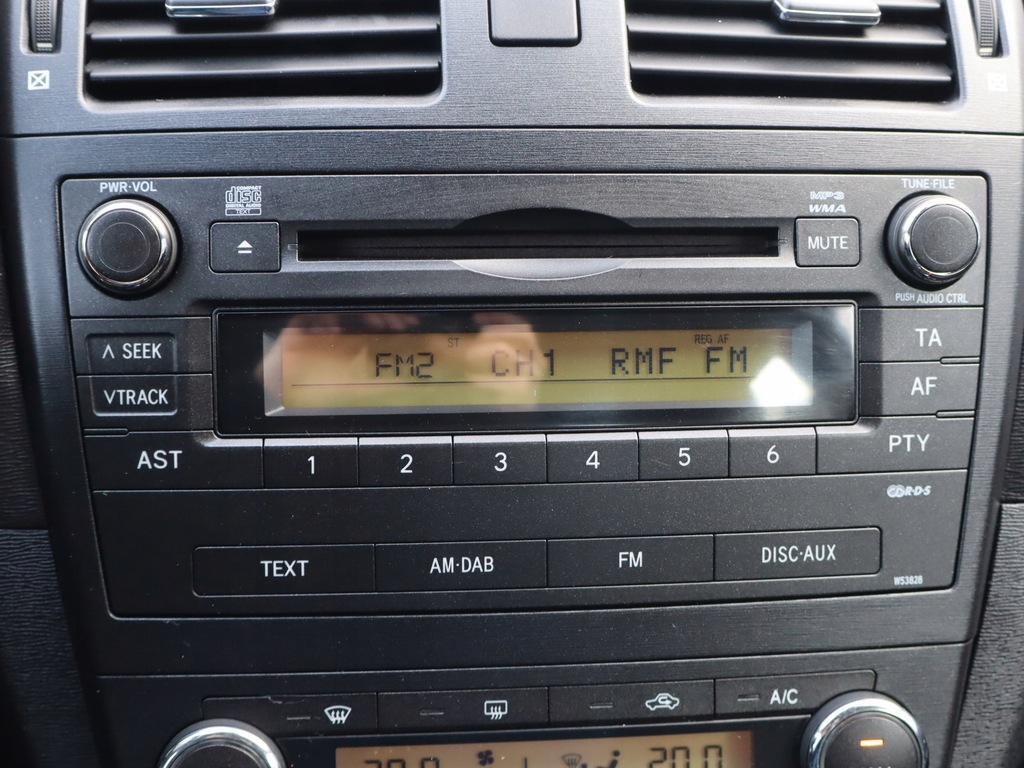 PWR·VOL
COMPACT
disc
DIGITAL AUDIO
TEXT
MP3
WMA
TUNE·FILE
MUTE
PUSH AUDIO CTRL
∧ SEEK
∨TRACK
ST
REG AF
FM2 CH1 RMF FM
TA
AF
AST
1 2 3 4 5 6
PTY
R·D·S
TEXT
AM·DAB
FM
DISC·AUX
W53828
A/C
20.0